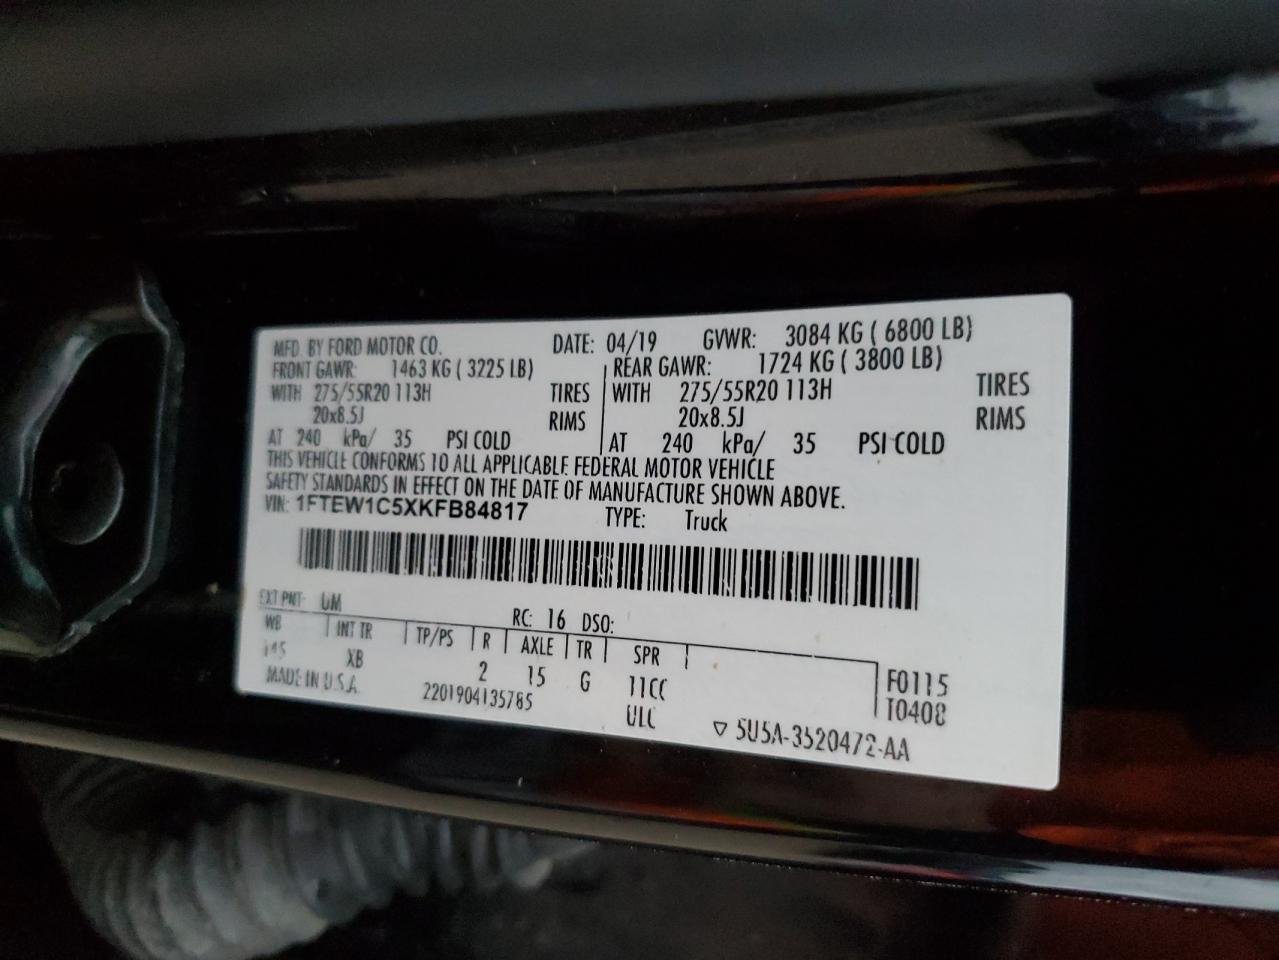 MFD. BY FORD MOTOR CO. DATE: 04/19 GVWR: 3084 KG ( 6800 LB)
FRONT GAWR: 1463 KG ( 3225 LB) REAR GAWR: 1724 KG ( 3800 LB)
WITH 275/55R20 113H TIRES WITH 275/55R20 113H TIRES
20x8.5J RIMS 20x8.5J RIMS
AT 240 kPa/ 35 PSI COLD AT 240 kPa/ 35 PSI COLD
THIS VEHICLE CONFORMS TO ALL APPLICABLE FEDERAL MOTOR VEHICLE
SAFETY STANDARDS IN EFFECT ON THE DATE OF MANUFACTURE SHOWN ABOVE.
VIN: 1FTEW1C5XKFB84817 TYPE: Truck
EXT PNT: UM RC: 16 DSO:
WB INT TR TP/PS R AXLE TR SPR
145 XB 2 15 G 11CC F0115
MADE IN U.S.A. 2201904135785 ULC T0408
▽ 5U5A-3520472-AA